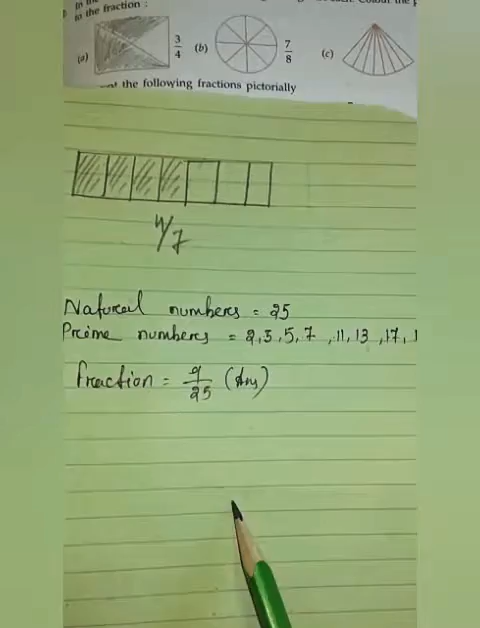 to the fraction :
(a) 3/4 (b) 7/8 (c)
the following fractions pictorially
4/7
Natural numbers = 25
Prime numbers = 2,3,5,7 ,11, 13 ,17, 1
fraction = 9/25 (Ans)